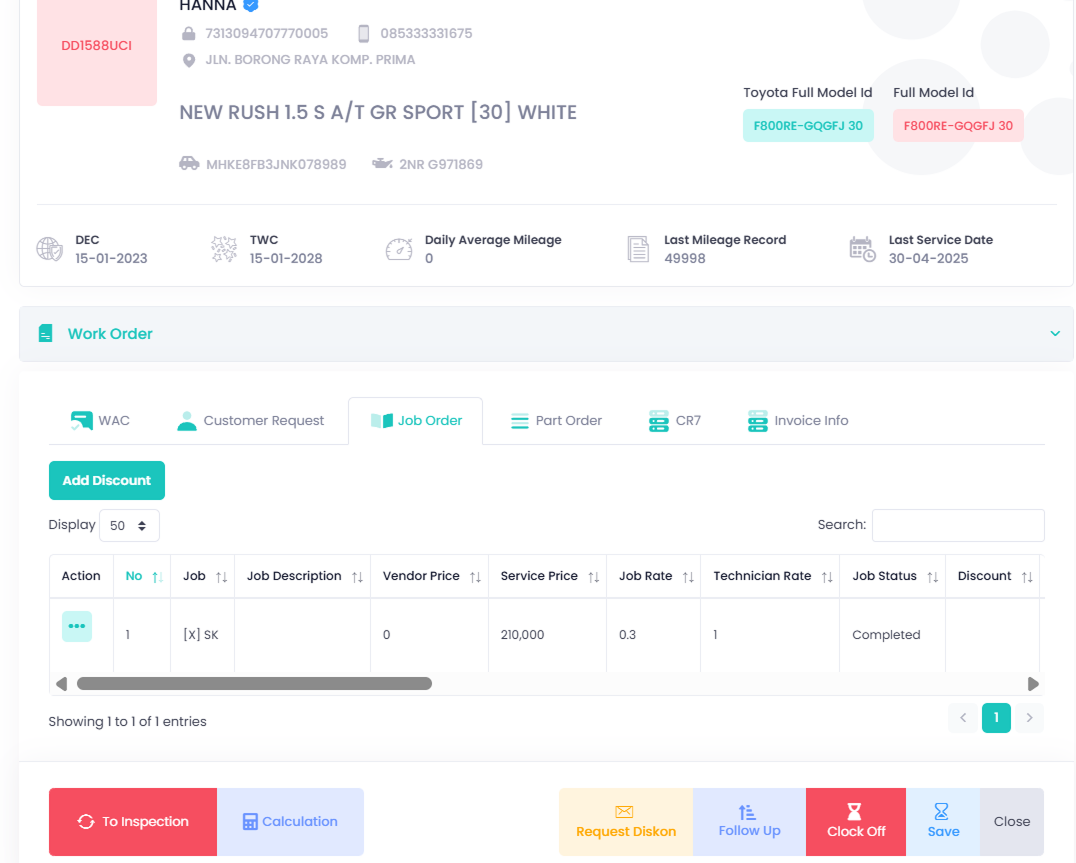 HANNA
DD1588UCI
7313094707770005 085333331675
JLN. BORONG RAYA KOMP. PRIMA
Toyota Full Model Id Full Model Id
NEW RUSH 1.5 S A/T GR SPORT [30] WHITE
F800RE-GQGFJ 30 F800RE-GQGFJ 30
MHKE8FB3JNK078989 2NR G971869
DEC TWC Daily Average Mileage Last Mileage Record Last Service Date
15-01-2023 15-01-2028 0 49998 30-04-2025
Work Order
WAC Customer Request Job Order Part Order CR7 Invoice Info
Add Discount
Display 50 Search:
Action No Job Job Description Vendor Price Service Price Job Rate Technician Rate Job Status Discount
1 [X] SK 0 210,000 0.3 1 Completed
Showing 1 to 1 of 1 entries 1
To Inspection Calculation Request Diskon Follow Up Clock Off Save Close